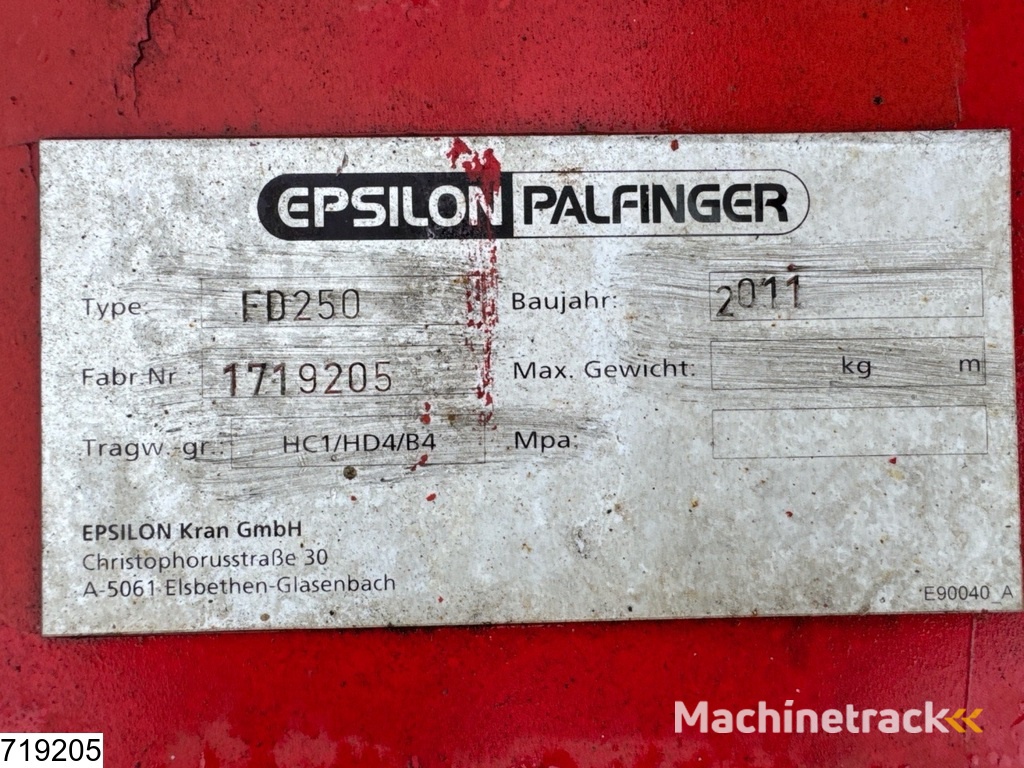 EPSILON PALFINGER
Type: FD250 Baujahr: 2011
Fabr.Nr 1719205 Max. Gewicht: kg m
Tragw.-gr.: HC1/HD4/B4 Mpa:
EPSILON Kran GmbH
Christophorusstraße 30
A-5061 Elsbethen-Glasenbach
E90040_A
Machinetrack
719205